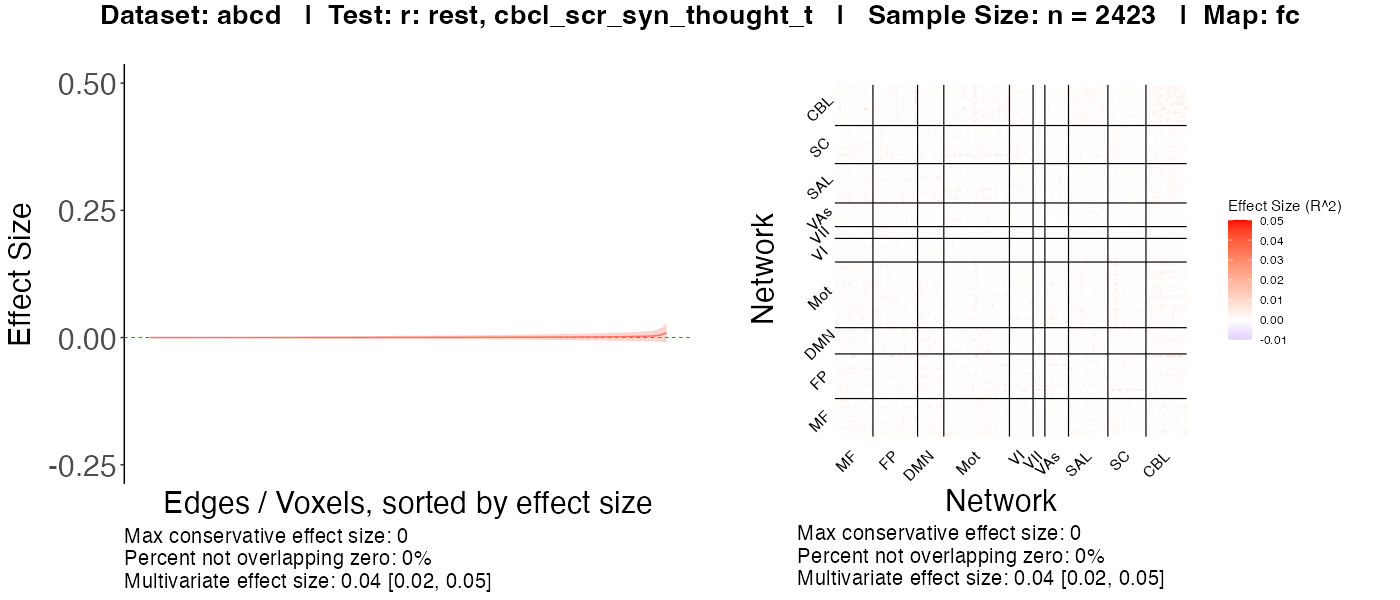 Dataset: abcd | Test: r: rest, cbcl_scr_syn_thought_t | Sample Size: n = 2423 | Map: fc
Effect Size
0.50
0.25
0.00
-0.25
Edges / Voxels, sorted by effect size
Max conservative effect size: 0
Percent not overlapping zero: 0%
Multivariate effect size: 0.04 [0.02, 0.05]
Network
CBL
SC
SAL
VAs
VII
VI
Mot
DMN
FP
MF
MF
FP
DMN
Mot
VI
VII
VAs
SAL
SC
CBL
Network
Max conservative effect size: 0
Percent not overlapping zero: 0%
Multivariate effect size: 0.04 [0.02, 0.05]
Effect Size (R^2)
0.05
0.04
0.03
0.02
0.01
0.00
-0.01